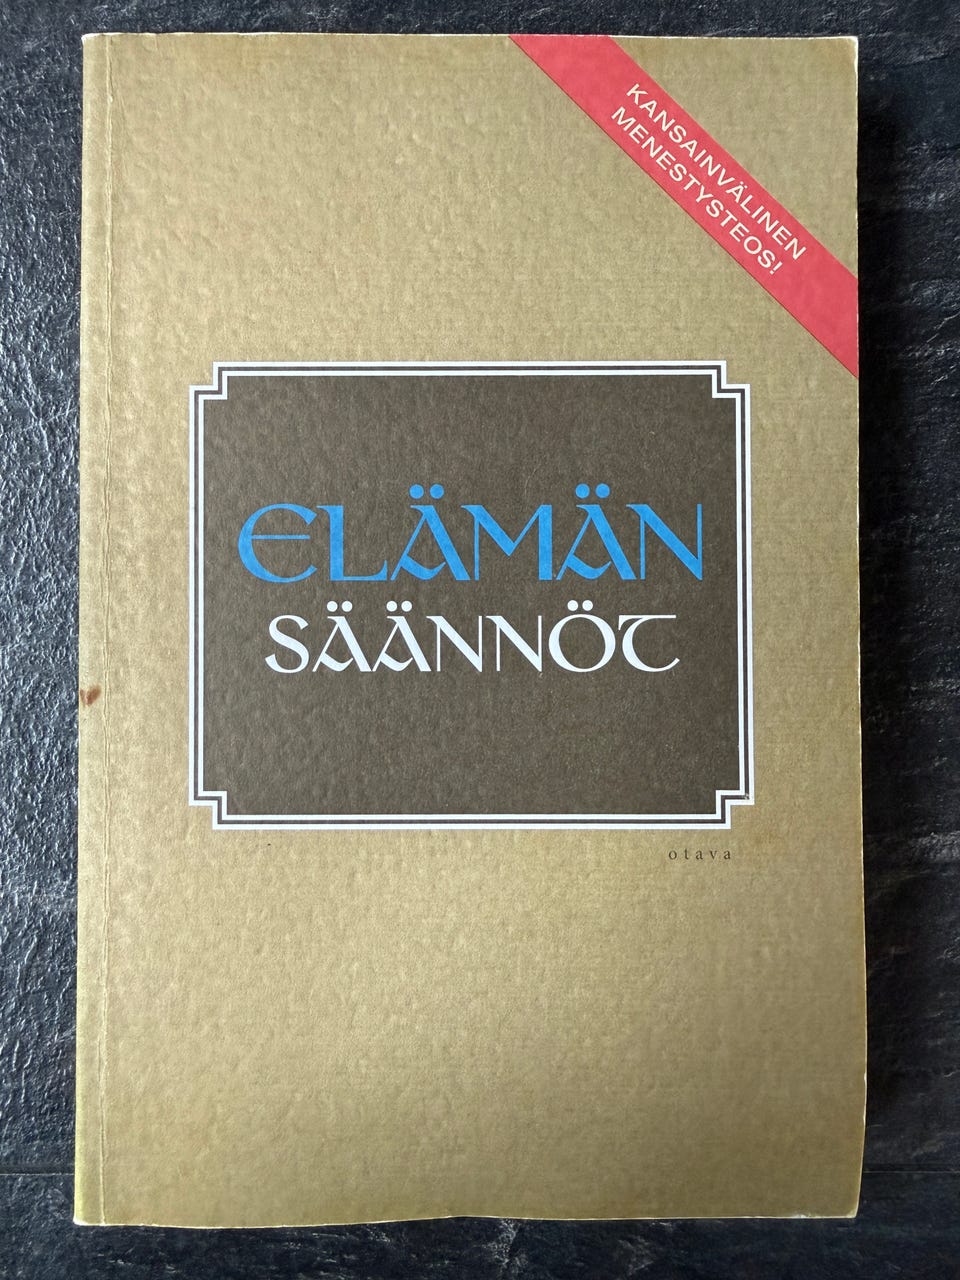 KANSAINVÄLINEN
MENESTYSTEOS!
ELÄMÄN
SÄÄNNÖT
otava